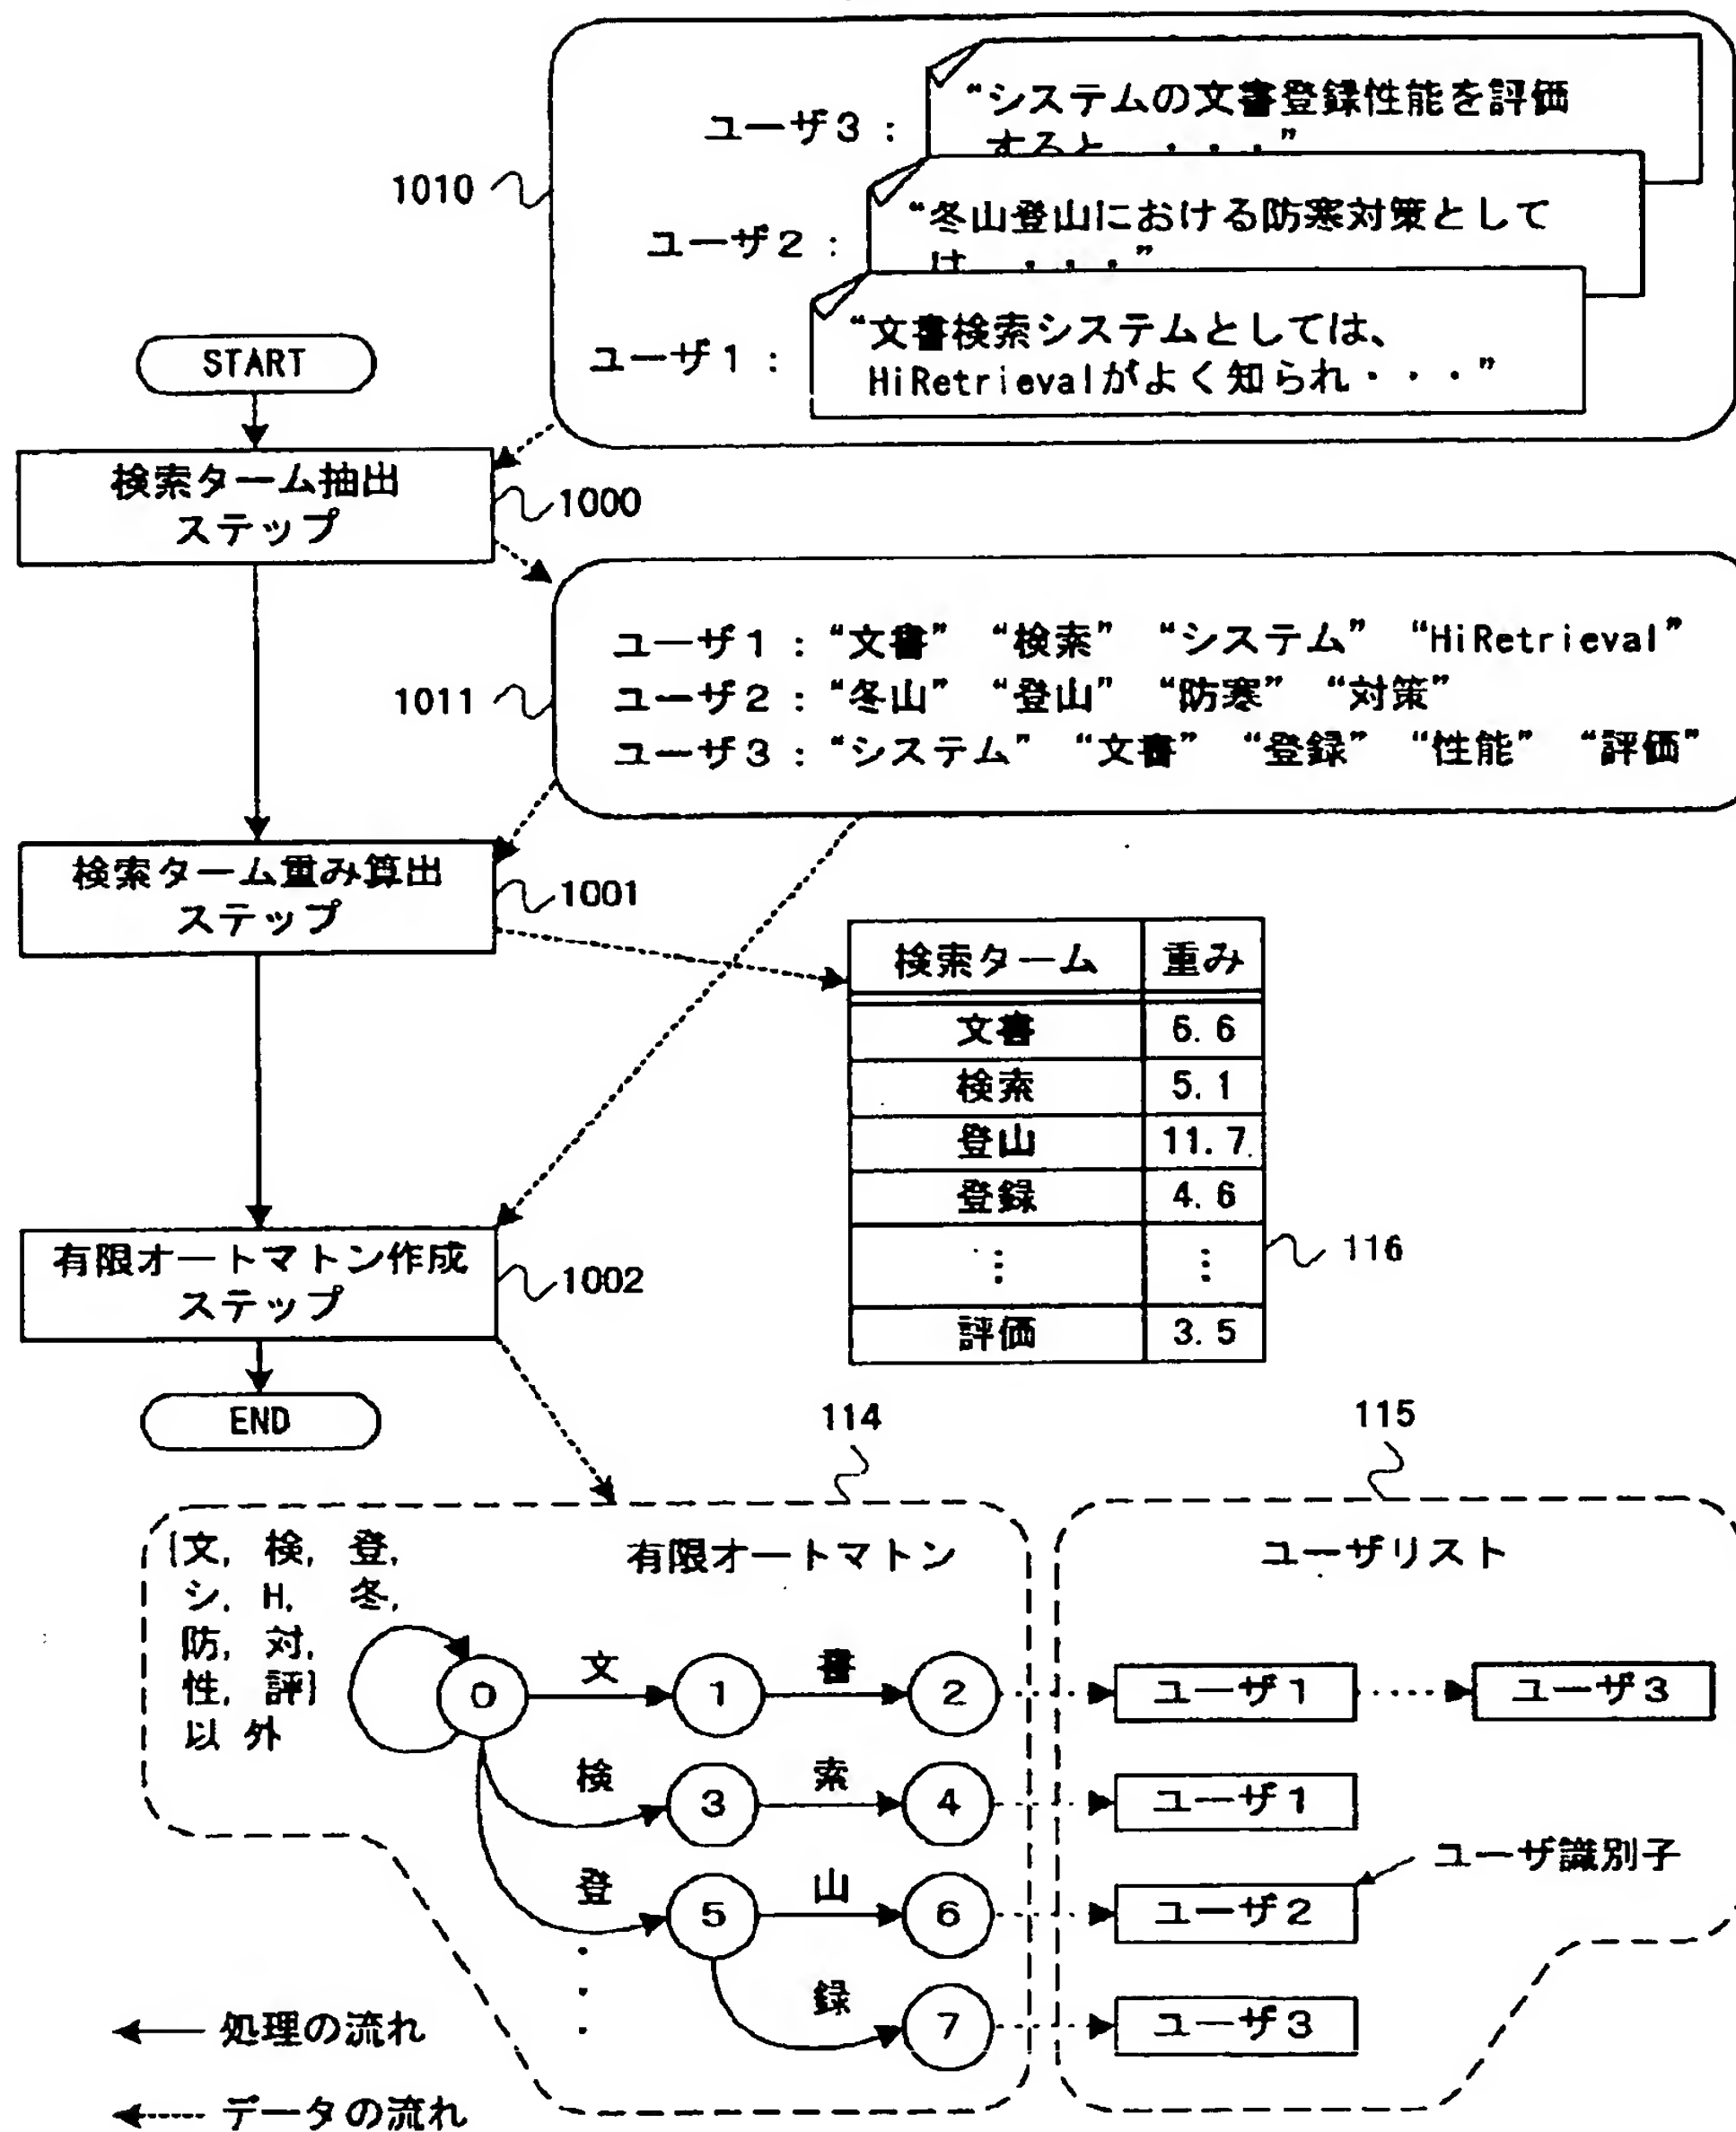 ユーザ3：
“システムの文書登録性能を評価
すると ・・・”
1010
ユーザ2：
“冬山登山における防寒対策として
は ・・・”
ユーザ1：
“文書検索システムとしては、
HiRetrievalがよく知られ・・・”
START
検索ターム抽出
ステップ
1000
ユーザ1：“文書” “検索” “システム” “HiRetrieval”
1011
ユーザ2：“冬山” “登山” “防寒” “対策”
ユーザ3：“システム” “文書” “登録” “性能” “評価”
検索ターム重み算出
ステップ
1001
検索ターム 重み
文書 6.6
検索 5.1
登山 11.7
登録 4.6
⋮ ⋮
評価 3.5
116
有限オートマトン作成
ステップ
1002
END
114
115
{文, 検, 登,
シ, H, 冬,
防, 対,
性, 評}
以外
有限オートマトン
ユーザリスト
0 文 1 書 2 ユーザ1 ユーザ3
検 3 索 4 ユーザ1
ユーザ識別子
登 5 山 6 ユーザ2
録 7 ユーザ3
処理の流れ
データの流れ